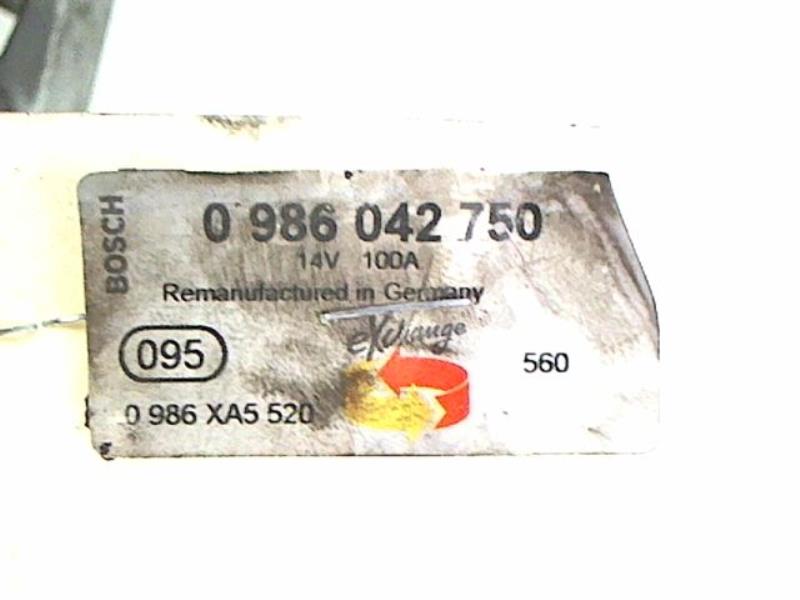 BOSCH
0 986 042 750
14V 100A
Remanufactured in Germany
eXchange
095
560
0 986 XA5 520